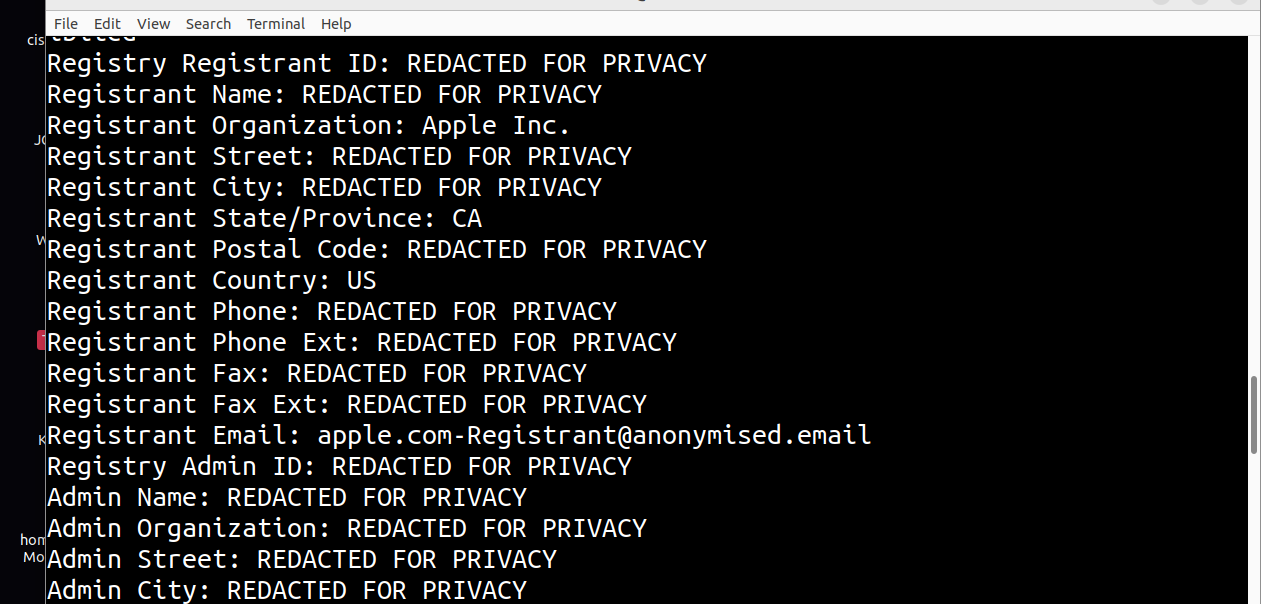 File Edit View Search Terminal Help
cis
Registry Registrant ID: REDACTED FOR PRIVACY
Registrant Name: REDACTED FOR PRIVACY
Registrant Organization: Apple Inc.
Registrant Street: REDACTED FOR PRIVACY
Registrant City: REDACTED FOR PRIVACY
Registrant State/Province: CA
Registrant Postal Code: REDACTED FOR PRIVACY
Registrant Country: US
Registrant Phone: REDACTED FOR PRIVACY
Registrant Phone Ext: REDACTED FOR PRIVACY
Registrant Fax: REDACTED FOR PRIVACY
Registrant Fax Ext: REDACTED FOR PRIVACY
Registrant Email: apple.com-Registrant@anonymised.email
Registry Admin ID: REDACTED FOR PRIVACY
Admin Name: REDACTED FOR PRIVACY
Admin Organization: REDACTED FOR PRIVACY
hom
Mo
Admin Street: REDACTED FOR PRIVACY
Admin City: REDACTED FOR PRIVACY